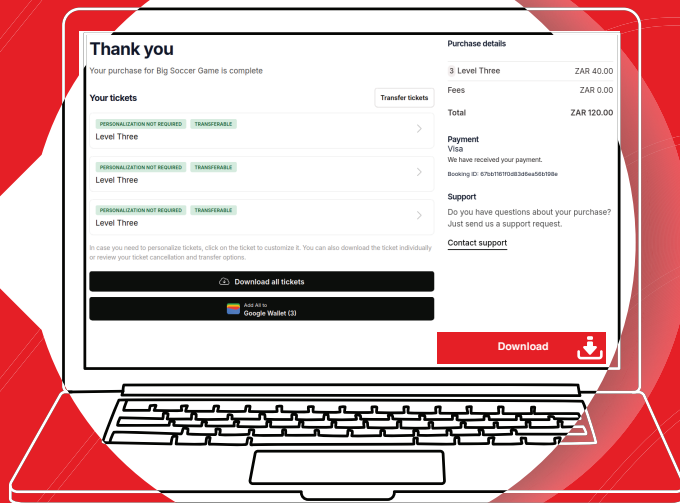 Thank you
Your purchase for Big Soccer Game is complete
Your tickets
Transfer tickets
PERSONALIZATION NOT REQUIRED TRANSFERABLE
Level Three
PERSONALIZATION NOT REQUIRED TRANSFERABLE
Level Three
PERSONALIZATION NOT REQUIRED TRANSFERABLE
Level Three
In case you need to personalize tickets, click on the ticket to customize it. You can also download the ticket individually
or review your ticket cancellation and transfer options.
Download all tickets
Add All to
Google Wallet (3)
Purchase details
3 Level Three ZAR 40.00
Fees ZAR 0.00
Total ZAR 120.00
Payment
Visa
We have received your payment.
Booking ID: 67bb1161f0d83d6ea56b198e
Support
Do you have questions about your purchase?
Just send us a support request.
Contact support
Download